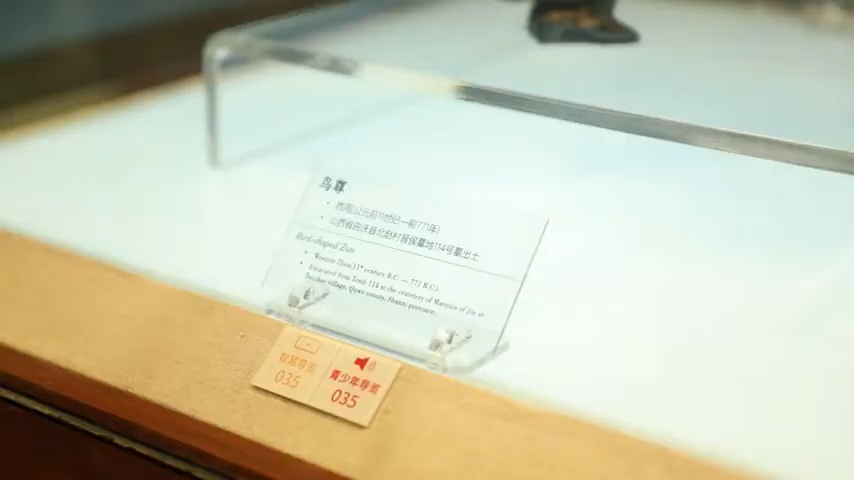 鸟尊
• 西周(公元前11世纪—前771年)
• 山西省曲沃县北赵村晋侯墓地114号墓出土
Bird-shaped Zun
• Western Zhou(11th century B.C. — 771 B.C.)
• Excavated from Tomb 114 at the cemetery of Marquis of Jin at
Beizhao village, Quwo county, Shanxi province.
智慧导览
035
青少年导览
035